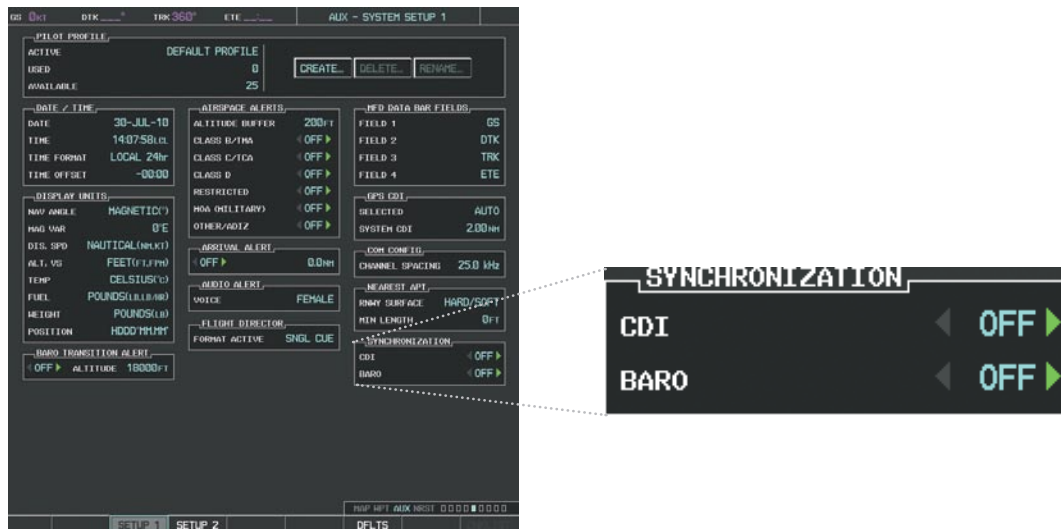 GS 0KT DTK ___° TRK 360° ETE __:__ AUX - SYSTEM SETUP 1
PILOT PROFILE
ACTIVE DEFAULT PROFILE
USED 0
AVAILABLE 25
CREATE… DELETE… RENAME…
DATE / TIME
DATE 30-JUL-10
TIME 14:07:58LCL
TIME FORMAT LOCAL 24hr
TIME OFFSET -00:00
DISPLAY UNITS
NAV ANGLE MAGNETIC(°)
MAG VAR 0°E
DIS, SPD NAUTICAL(NM,KT)
ALT, VS FEET(FT,FPM)
TEMP CELSIUS(°C)
FUEL POUNDS(LB,LB/HR)
WEIGHT POUNDS(LB)
POSITION HDDD°MM.MM'
BARO TRANSITION ALERT
OFF ALTITUDE 18000FT
AIRSPACE ALERTS
ALTITUDE BUFFER 200FT
CLASS B/TMA OFF
CLASS C/TCA OFF
CLASS D OFF
RESTRICTED OFF
MOA (MILITARY) OFF
OTHER/ADIZ OFF
ARRIVAL ALERT
OFF 0.0NM
AUDIO ALERT
VOICE FEMALE
FLIGHT DIRECTOR
FORMAT ACTIVE SNGL CUE
MFD DATA BAR FIELDS
FIELD 1 GS
FIELD 2 DTK
FIELD 3 TRK
FIELD 4 ETE
GPS CDI
SELECTED AUTO
SYSTEM CDI 2.00NM
COM CONFIG
CHANNEL SPACING 25.0 kHz
NEAREST APT
RNWY SURFACE HARD/SOFT
MIN LENGTH 0FT
SYNCHRONIZATION
CDI OFF
BARO OFF
MAP WPT AUX NRST
SETUP 1 SETUP 2 DFLTS
SYNCHRONIZATION
CDI OFF
BARO OFF